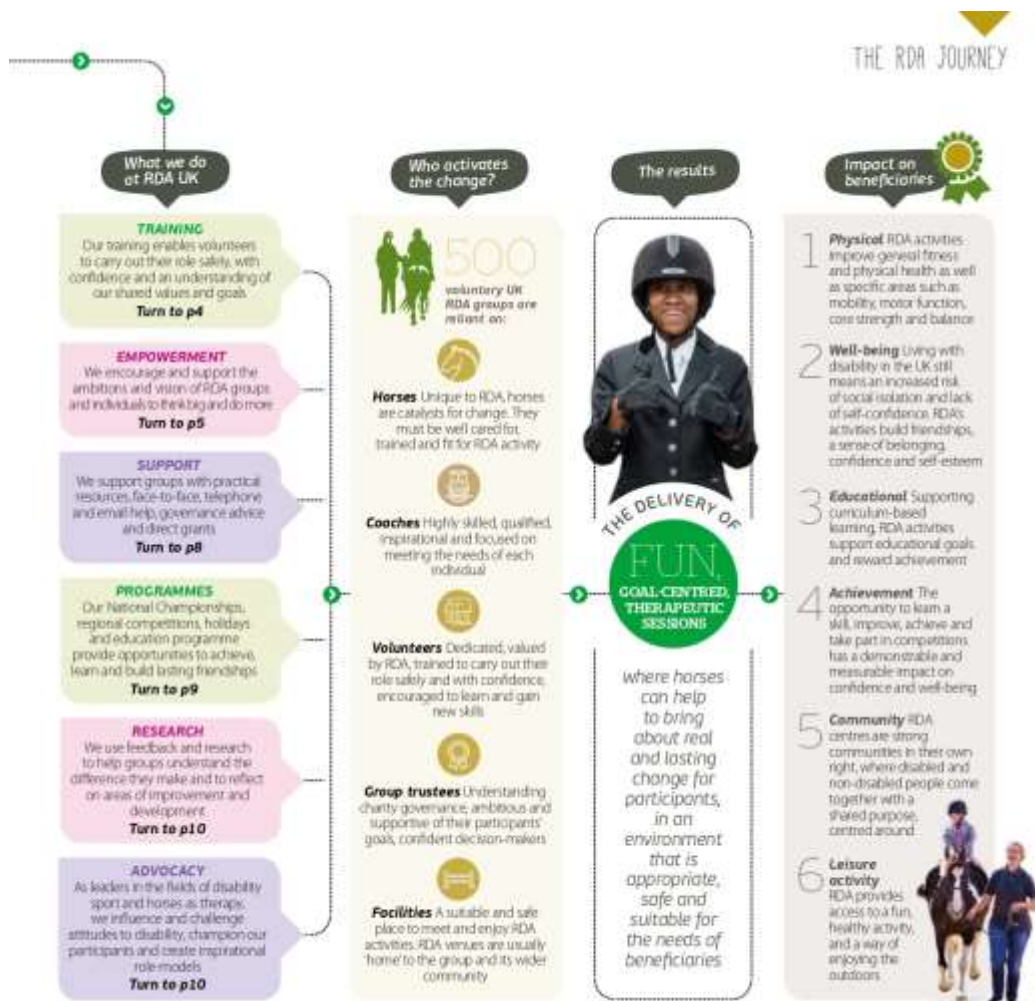 THE RDA JOURNEY
What we do
at RDA UK
TRAINING
Our training enables volunteers
to carry out their role safely, with
confidence and an understanding of
our shared values and goals
Turn to p4
EMPOWERMENT
We encourage and support the
ambitions and vision of RDA groups
and individuals to think big and do more
Turn to p5
SUPPORT
We support groups with practical
resources, face-to-face, telephone
and email help, governance advice
and direct grants
Turn to p8
PROGRAMMES
Our National Championships,
regional competitions, holidays
and education programme
provide opportunities to achieve,
learn and build lasting friendships
Turn to p9
RESEARCH
We use feedback and research
to help groups understand the
difference they make and to reflect
on areas of improvement and
development
Turn to p10
ADVOCACY
As leaders in the fields of disability
sport and horses as therapy,
we influence and challenge
attitudes to disability, champion our
participants and create inspirational
role models
Turn to p10
Who activates
the change?
500
voluntary UK
RDA groups are
reliant on:
Horses Unique to RDA, horses
are catalysts for change. They
must be well cared for,
trained and fit for RDA activity
Coaches Highly skilled, qualified,
inspirational and focused on
meeting the needs of each
individual
Volunteers Dedicated, valued
by RDA, trained to carry out their
role safely and with confidence,
encouraged to learn and gain
new skills
Group trustees Understanding
charity governance, ambitious and
supportive of their participants'
goals, confident decision-makers
Facilities A suitable and safe
place to meet and enjoy RDA
activities. RDA venues are usually
'home' to the group and its wider
community
The results
THE DELIVERY OF
FUN,
GOAL-CENTRED,
THERAPEUTIC
SESSIONS
where horses
can help
to bring
about real
and lasting
change for
participants,
in an
environment
that is
appropriate,
safe and
suitable for
the needs of
beneficiaries
Impact on
beneficiaries
1 Physical RDA activities
improve general fitness
and physical health as well
as specific areas such as
mobility, motor function,
core strength and balance
2 Well-being Living with
disability in the UK still
means an increased risk
of social isolation and lack
of self-confidence. RDA's
activities build friendships,
a sense of belonging,
confidence and self-esteem
3 Educational Supporting
curriculum-based
learning, RDA activities
support educational goals
and reward achievement
4 Achievement The
opportunity to learn a
skill, improve, achieve and
take part in competitions
has a demonstrable and
measurable impact on
confidence and well-being
5 Community RDA
centres are strong
communities in their own
right, where disabled and
non-disabled people come
together with a
shared purpose,
centred around
6 Leisure
activity
RDA provides
access to a fun,
healthy activity,
and a way of
enjoying the
outdoors